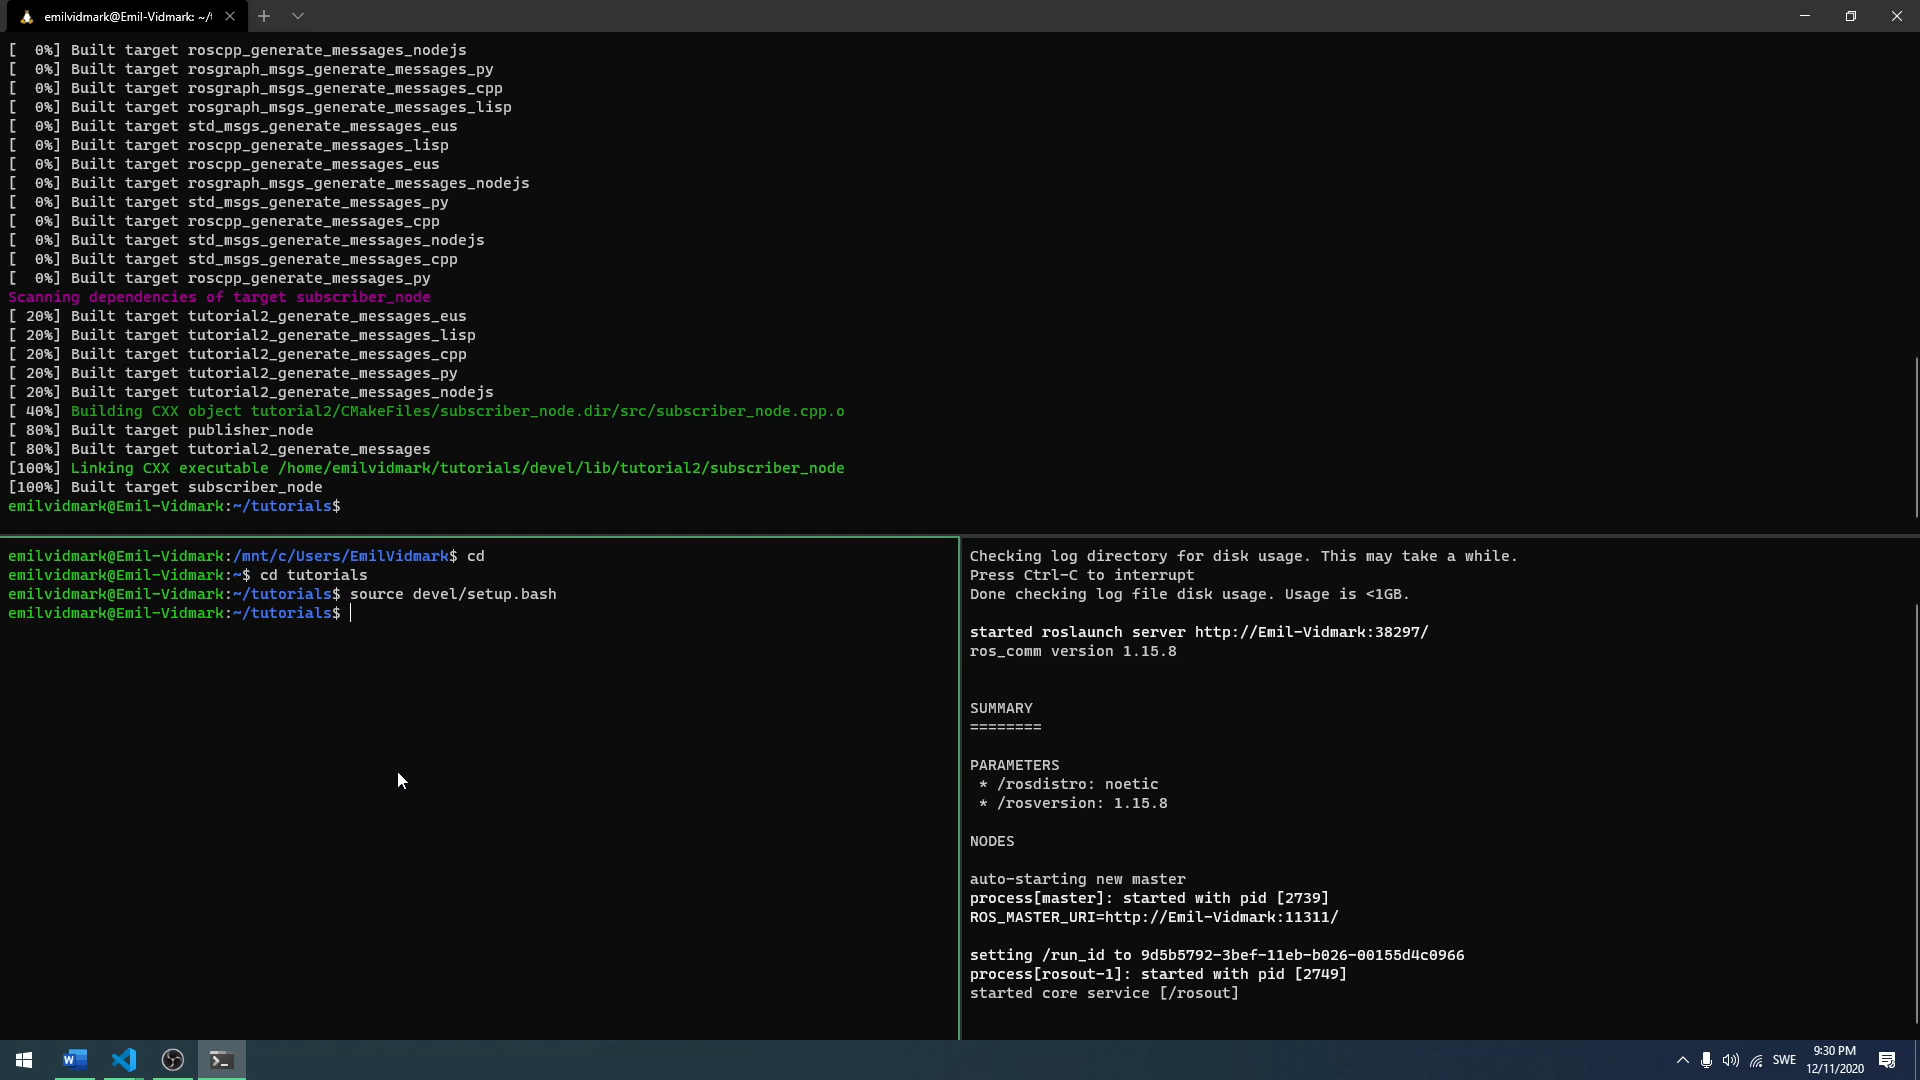 emilvidmark@Emil-Vidmark: ~/t
[  0%] Built target roscpp_generate_messages_nodejs
[  0%] Built target rosgraph_msgs_generate_messages_py
[  0%] Built target rosgraph_msgs_generate_messages_cpp
[  0%] Built target rosgraph_msgs_generate_messages_lisp
[  0%] Built target std_msgs_generate_messages_eus
[  0%] Built target roscpp_generate_messages_lisp
[  0%] Built target roscpp_generate_messages_eus
[  0%] Built target rosgraph_msgs_generate_messages_nodejs
[  0%] Built target std_msgs_generate_messages_py
[  0%] Built target roscpp_generate_messages_cpp
[  0%] Built target std_msgs_generate_messages_nodejs
[  0%] Built target std_msgs_generate_messages_cpp
[  0%] Built target roscpp_generate_messages_py
Scanning dependencies of target subscriber_node
[ 20%] Built target tutorial2_generate_messages_eus
[ 20%] Built target tutorial2_generate_messages_lisp
[ 20%] Built target tutorial2_generate_messages_cpp
[ 20%] Built target tutorial2_generate_messages_py
[ 20%] Built target tutorial2_generate_messages_nodejs
[ 40%] Building CXX object tutorial2/CMakeFiles/subscriber_node.dir/src/subscriber_node.cpp.o
[ 80%] Built target publisher_node
[ 80%] Built target tutorial2_generate_messages
[100%] Linking CXX executable /home/emilvidmark/tutorials/devel/lib/tutorial2/subscriber_node
[100%] Built target subscriber_node
emilvidmark@Emil-Vidmark:~/tutorials$
emilvidmark@Emil-Vidmark:/mnt/c/Users/EmilVidmark$ cd
emilvidmark@Emil-Vidmark:~$ cd tutorials
emilvidmark@Emil-Vidmark:~/tutorials$ source devel/setup.bash
emilvidmark@Emil-Vidmark:~/tutorials$
Checking log directory for disk usage. This may take a while.
Press Ctrl-C to interrupt
Done checking log file disk usage. Usage is <1GB.
started roslaunch server http://Emil-Vidmark:38297/
ros_comm version 1.15.8
SUMMARY
========
PARAMETERS
* /rosdistro: noetic
* /rosversion: 1.15.8
NODES
auto-starting new master
process[master]: started with pid [2739]
ROS_MASTER_URI=http://Emil-Vidmark:11311/
setting /run_id to 9d5b5792-3bef-11eb-b026-00155d4c0966
process[rosout-1]: started with pid [2749]
started core service [/rosout]
SWE
9:30 PM
12/11/2020